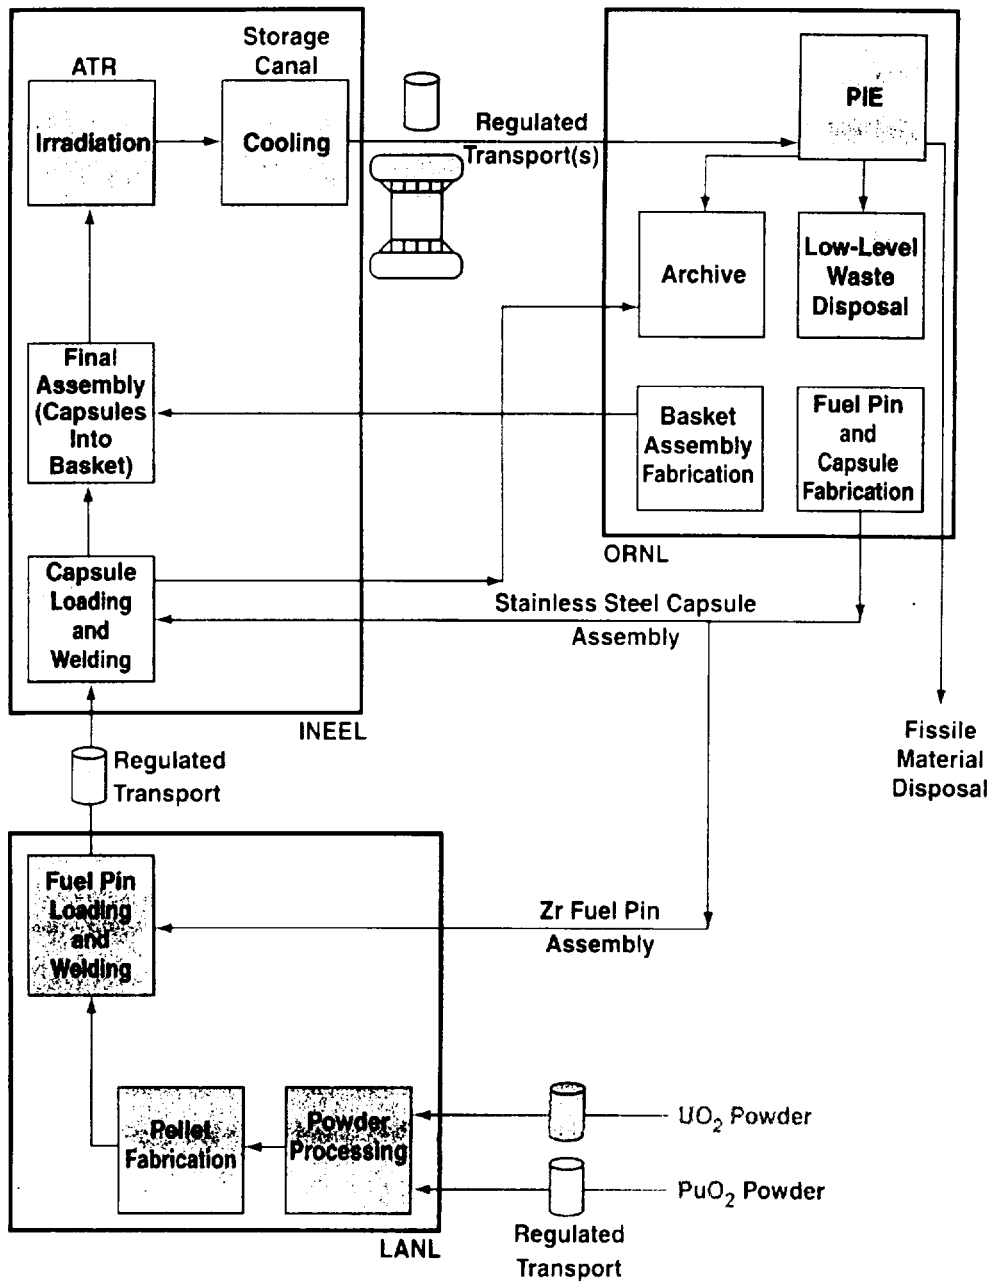 ATR
Storage
Canal
Irradiation
Cooling
Regulated
Transport(s)
PIE
Archive
Low-Level
Waste
Disposal
Final
Assembly
(Capsules
Into
Basket)
Basket
Assembly
Fabrication
Fuel Pin
and
Capsule
Fabrication
ORNL
Capsule
Loading
and
Welding
Stainless Steel Capsule
Assembly
INEEL
Fissile
Material
Disposal
Regulated
Transport
Fuel Pin
Loading
and
Welding
Zr Fuel Pin
Assembly
Pellet
Fabrication
Powder
Processing
UO₂ Powder
PuO₂ Powder
Regulated
Transport
LANL